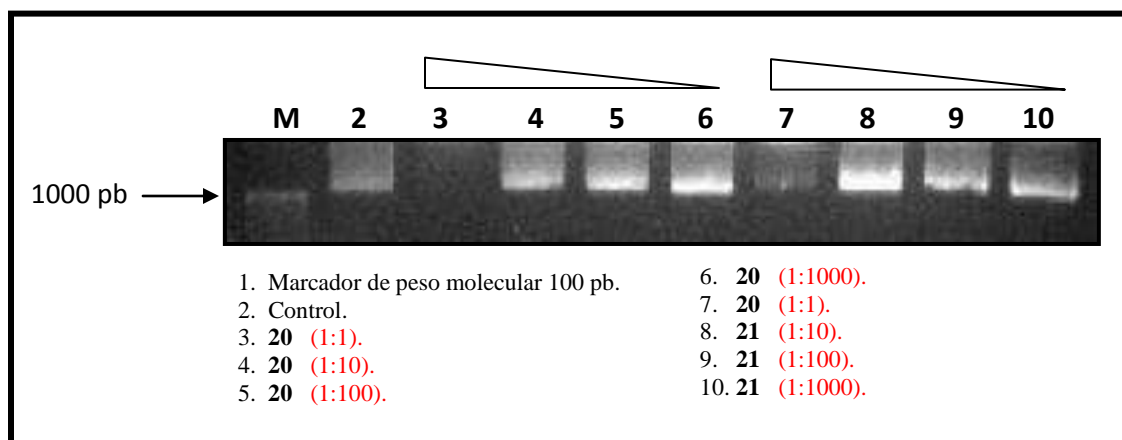 M 2 3 4 5 6 7 8 9 10
1000 pb
1. Marcador de peso molecular 100 pb.
2. Control.
3. 20 (1:1).
4. 20 (1:10).
5. 20 (1:100).
6. 20 (1:1000).
7. 20 (1:1).
8. 21 (1:10).
9. 21 (1:100).
10. 21 (1:1000).